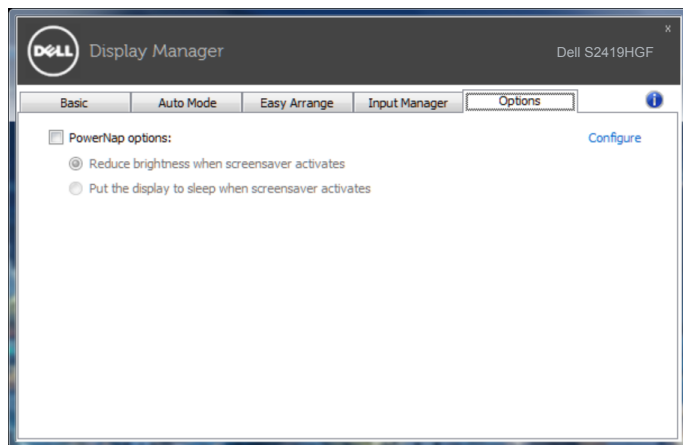 x
DELL Display Manager Dell S2419HGF
Basic Auto Mode Easy Arrange Input Manager Options i
PowerNap options: Configure
Reduce brightness when screensaver activates
Put the display to sleep when screensaver activates